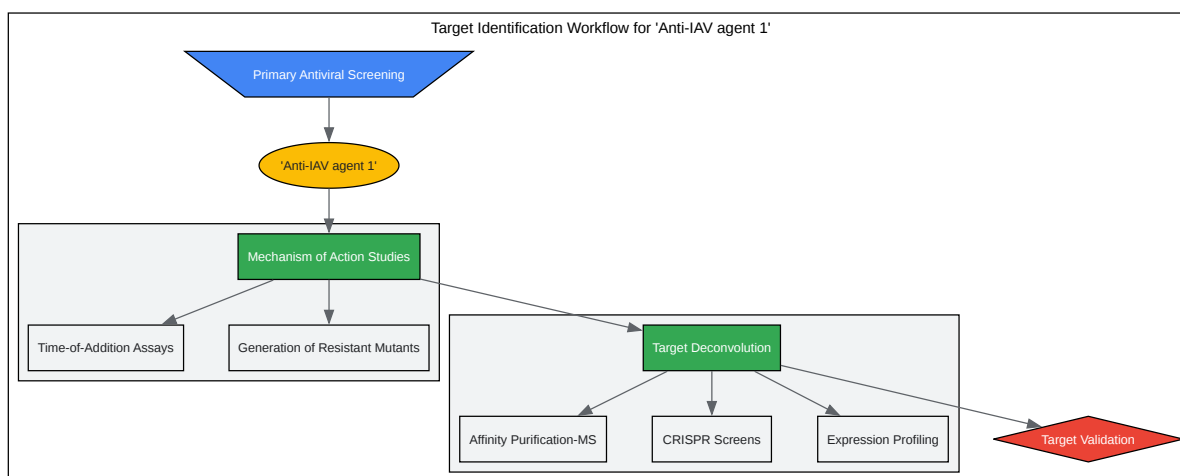 Target Identification Workflow for 'Anti-IAV agent 1'
Primary Antiviral Screening
'Anti-IAV agent 1'
Mechanism of Action Studies
Time-of-Addition Assays
Generation of Resistant Mutants
Target Deconvolution
Affinity Purification-MS
CRISPR Screens
Expression Profiling
Target Validation